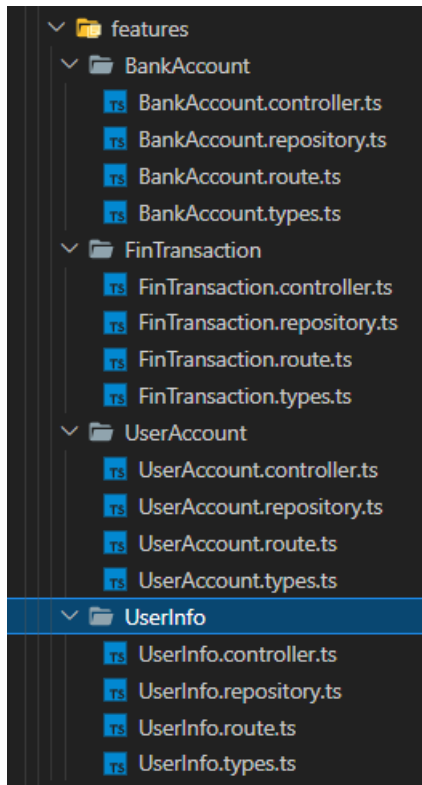 features
BankAccount
TS BankAccount.controller.ts
TS BankAccount.repository.ts
TS BankAccount.route.ts
TS BankAccount.types.ts
FinTransaction
TS FinTransaction.controller.ts
TS FinTransaction.repository.ts
TS FinTransaction.route.ts
TS FinTransaction.types.ts
UserAccount
TS UserAccount.controller.ts
TS UserAccount.repository.ts
TS UserAccount.route.ts
TS UserAccount.types.ts
UserInfo
TS UserInfo.controller.ts
TS UserInfo.repository.ts
TS UserInfo.route.ts
TS UserInfo.types.ts